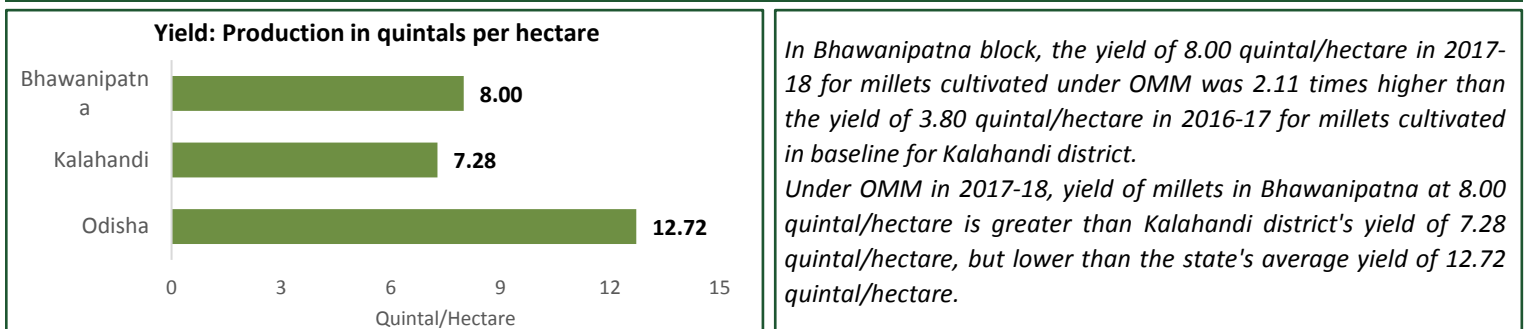 Yield: Production in quintals per hectare
Bhawanipatn
a
8.00
Kalahandi
7.28
Odisha
12.72
0 3 6 9 12 15
Quintal/Hectare
In Bhawanipatna block, the yield of 8.00 quintal/hectare in 2017-
18 for millets cultivated under OMM was 2.11 times higher than
the yield of 3.80 quintal/hectare in 2016-17 for millets cultivated
in baseline for Kalahandi district.
Under OMM in 2017-18, yield of millets in Bhawanipatna at 8.00
quintal/hectare is greater than Kalahandi district's yield of 7.28
quintal/hectare, but lower than the state's average yield of 12.72
quintal/hectare.